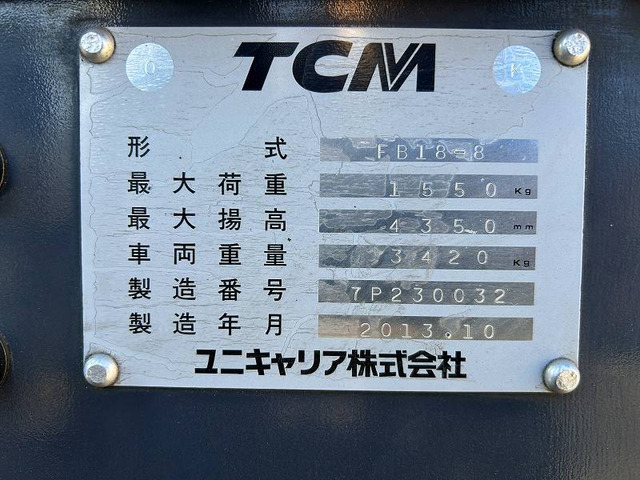 TCM
O K
形式 FB18-8
最大荷重 1550 Kg
最大揚高 4350 mm
車両重量 3420 Kg
製造番号 7P230032
製造年月 2013.10
ユニキャリア株式会社